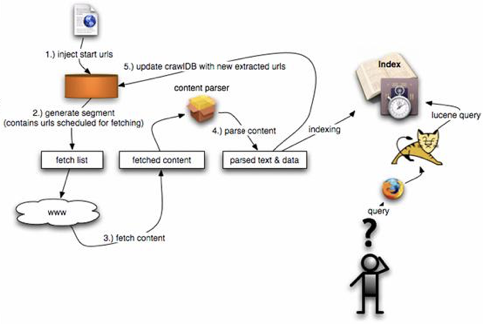 1.) inject start urls
5.) update crawlDB with new extracted urls
Index
content parser
2.) generate segment
(contains urls scheduled for fetching)
4.) parse content
indexing
lucene query
fetch list
fetched content
parsed text & data
www
query
3.) fetch content
?